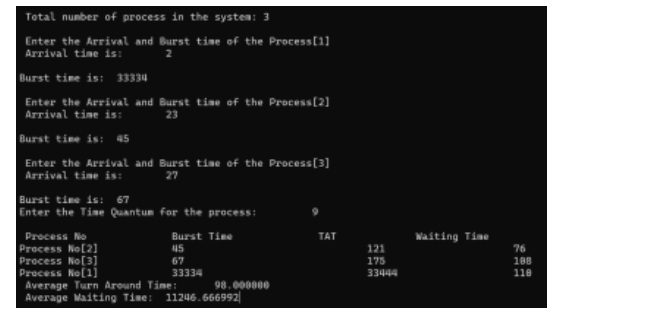 Total number of process in the system: 3
Enter the Arrival and Burst time of the Process[1]
Arrival time is: 2
Burst time is: 33334
Enter the Arrival and Burst time of the Process[2]
Arrival time is: 23
Burst time is: 45
Enter the Arrival and Burst time of the Process[3]
Arrival time is: 27
Burst time is: 67
Enter the Time Quantum for the process: 9
Process No Burst Time TAT Waiting Time
Process No[2] 45 121 76
Process No[3] 67 175 108
Process No[1] 33334 33444 110
Average Turn Around Time: 98.000000
Average Waiting Time: 11246.666992